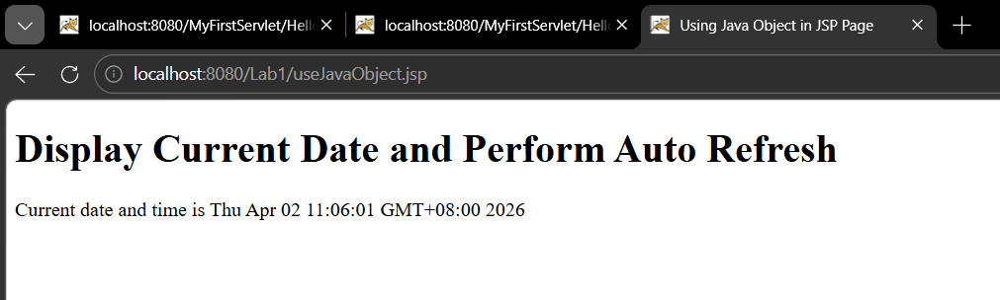 localhost:8080/MyFirstServlet/Hell
localhost:8080/MyFirstServlet/Hell
Using Java Object in JSP Page
localhost:8080/Lab1/useJavaObject.jsp
Display Current Date and Perform Auto Refresh
Current date and time is Thu Apr 02 11:06:01 GMT+08:00 2026